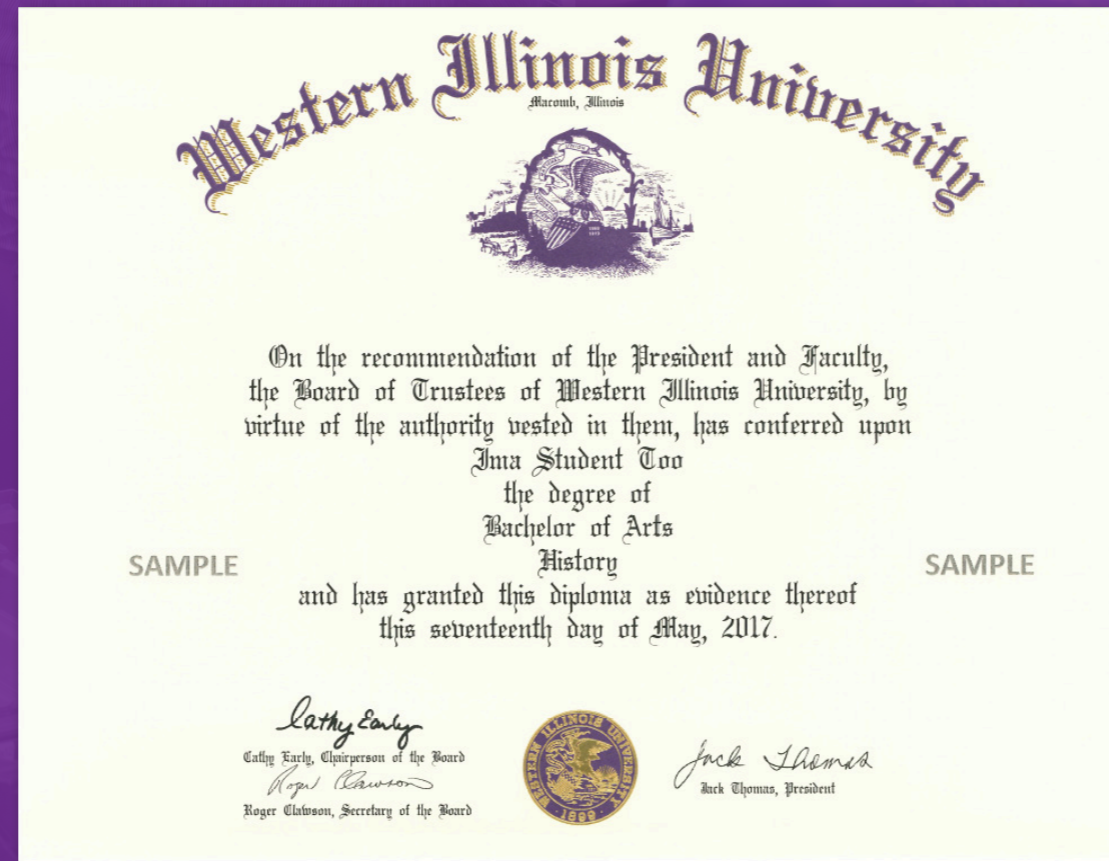 Western Illinois University
Macomb, Illinois
On the recommendation of the President and Faculty,
the Board of Trustees of Western Illinois University, by
virtue of the authority vested in them, has conferred upon
Ima Student Too
the degree of
Bachelor of Arts
SAMPLE
History
SAMPLE
and has granted this diploma as evidence thereof
this seventeenth day of May, 2017.
Cathy Early
Cathy Early, Chairperson of the Board
Roger Clawson
Roger Clawson, Secretary of the Board
WESTERN ILLINOIS UNIVERSITY
1899
Jack Thomas
Jack Thomas, President